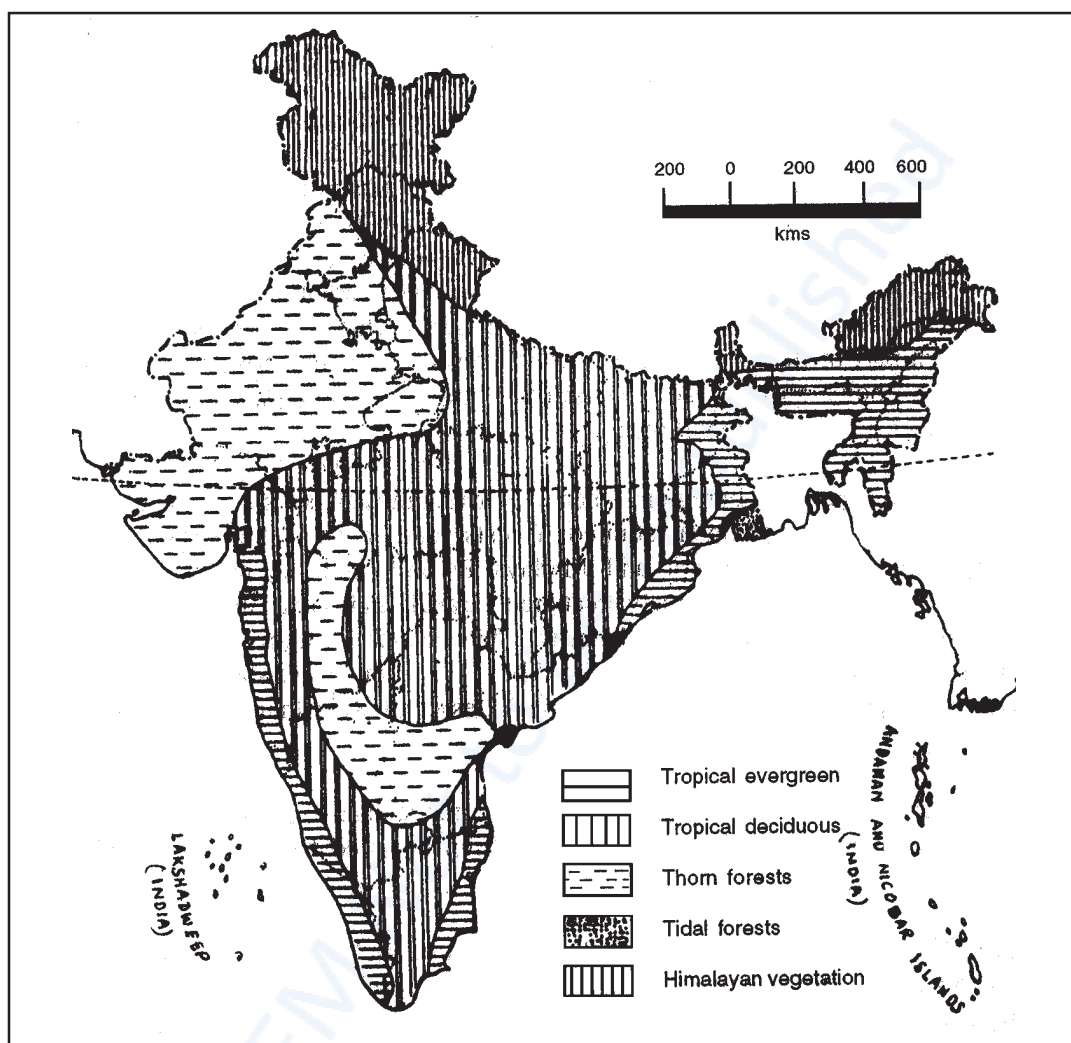 200 0 200 400 600
kms
Tropical evergreen
Tropical deciduous
Thorn forests
Tidal forests
Himalayan vegetation
LAKSHADWEEP
(INDIA)
ANDAMAN AND NICOBAR ISLANDS
(INDIA)